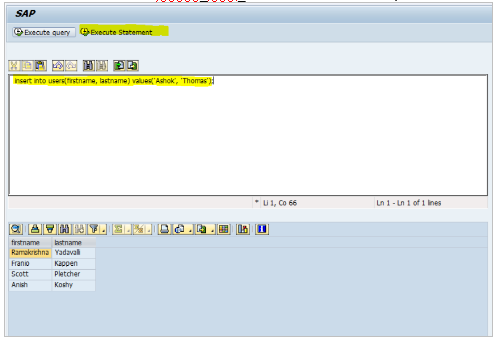 SAP
Execute query Execute Statement
insert into users(firstname, lastname) values('Ashok', 'Thomas');
* Li 1, Co 66 Ln 1 - Ln 1 of 1 lines
firstname lastname
Ramakrishna Yadavalli
Franio Kappen
Scott Pletcher
Anish Koshy